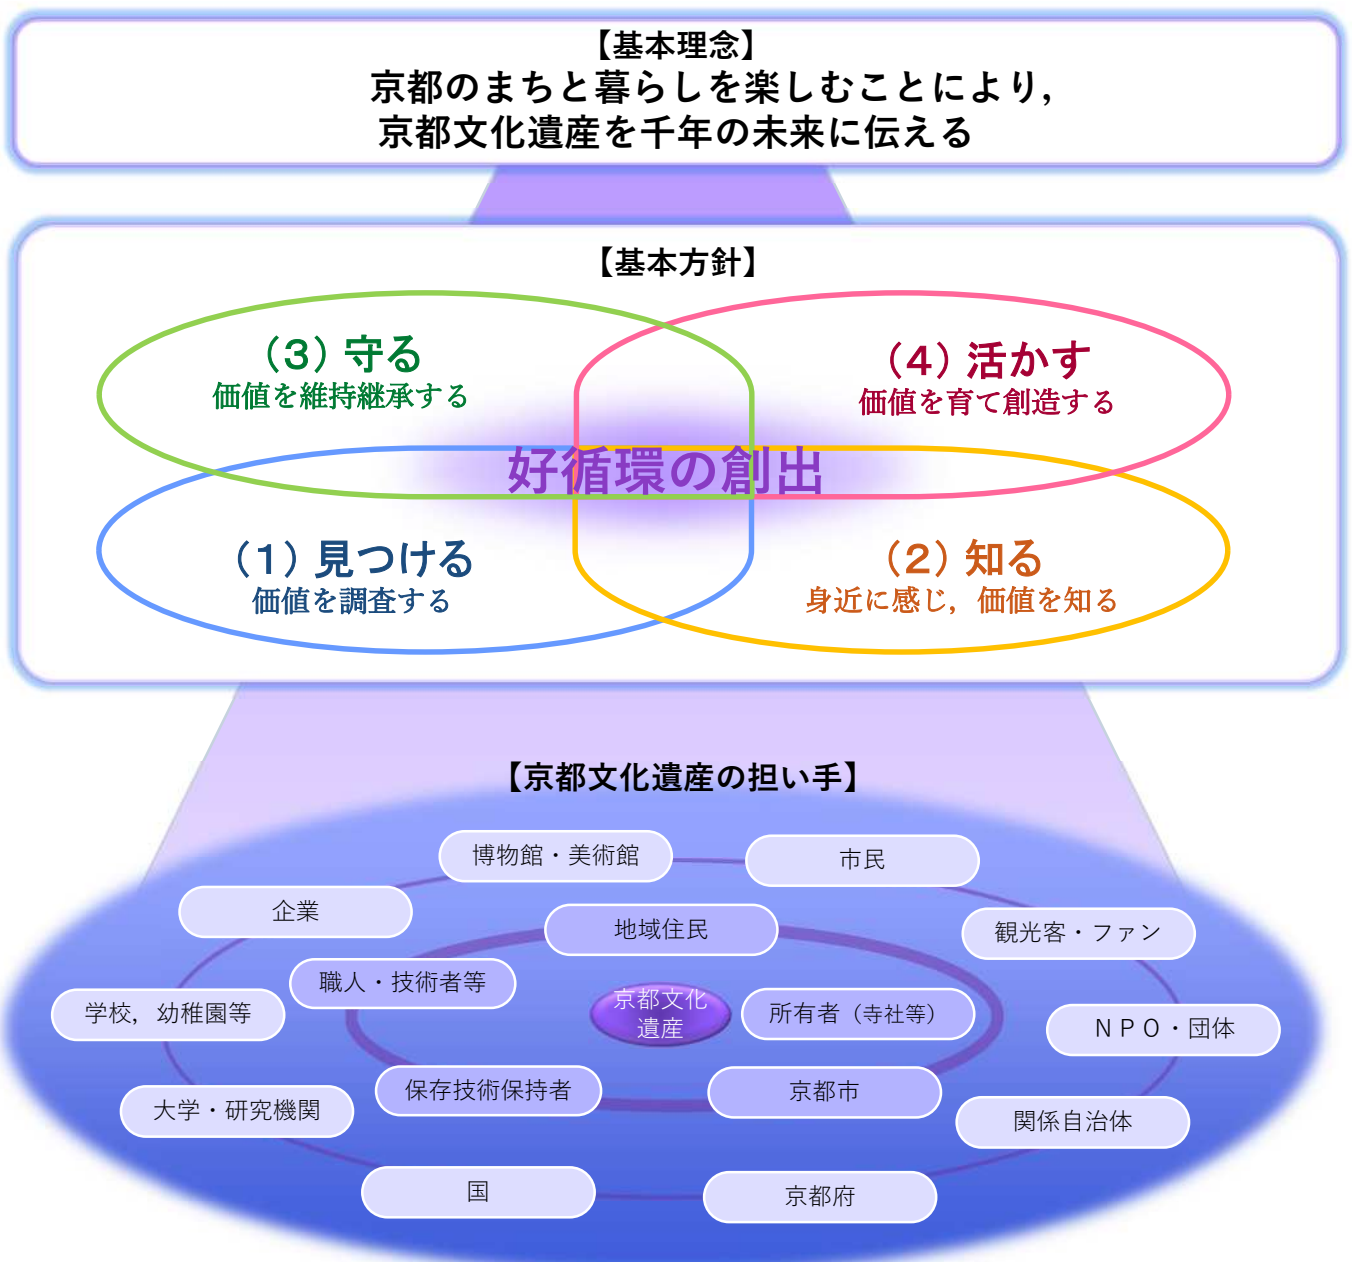 【基本理念】
京都のまちと暮らしを楽しむことにより，
京都文化遺産を千年の未来に伝える
【基本方針】
（３）守る
価値を維持継承する
（４）活かす
価値を育て創造する
好循環の創出
（１）見つける
価値を調査する
（２）知る
身近に感じ，価値を知る
【京都文化遺産の担い手】
博物館・美術館
市民
企業
地域住民
観光客・ファン
職人・技術者等
学校，幼稚園等
京都文化
遺産
所有者（寺社等）
ＮＰＯ・団体
保存技術保持者
京都市
大学・研究機関
関係自治体
国
京都府